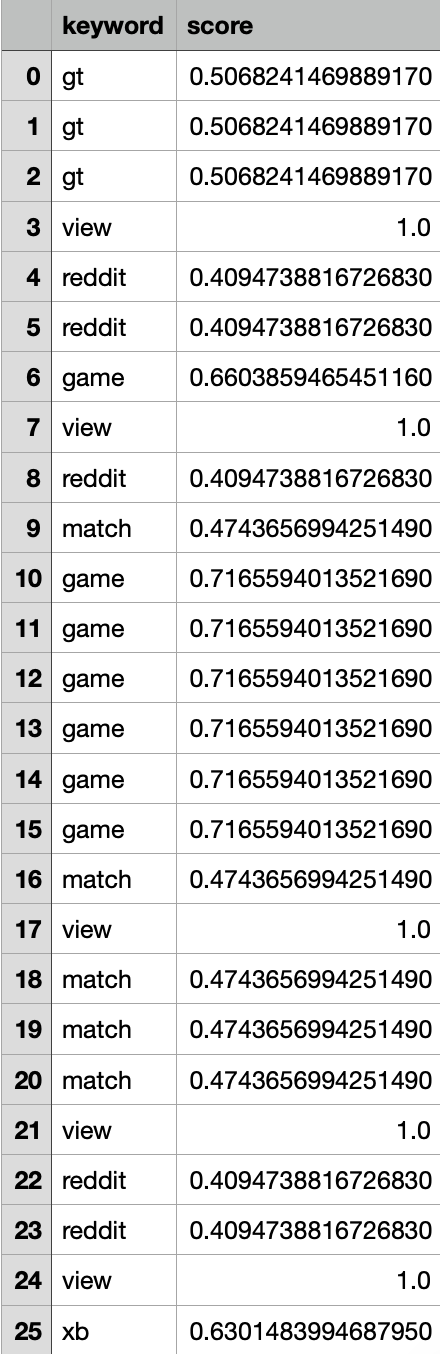 keyword score
0 gt 0.5068241469889170
1 gt 0.5068241469889170
2 gt 0.5068241469889170
3 view 1.0
4 reddit 0.4094738816726830
5 reddit 0.4094738816726830
6 game 0.6603859465451160
7 view 1.0
8 reddit 0.4094738816726830
9 match 0.4743656994251490
10 game 0.7165594013521690
11 game 0.7165594013521690
12 game 0.7165594013521690
13 game 0.7165594013521690
14 game 0.7165594013521690
15 game 0.7165594013521690
16 match 0.4743656994251490
17 view 1.0
18 match 0.4743656994251490
19 match 0.4743656994251490
20 match 0.4743656994251490
21 view 1.0
22 reddit 0.4094738816726830
23 reddit 0.4094738816726830
24 view 1.0
25 xb 0.6301483994687950